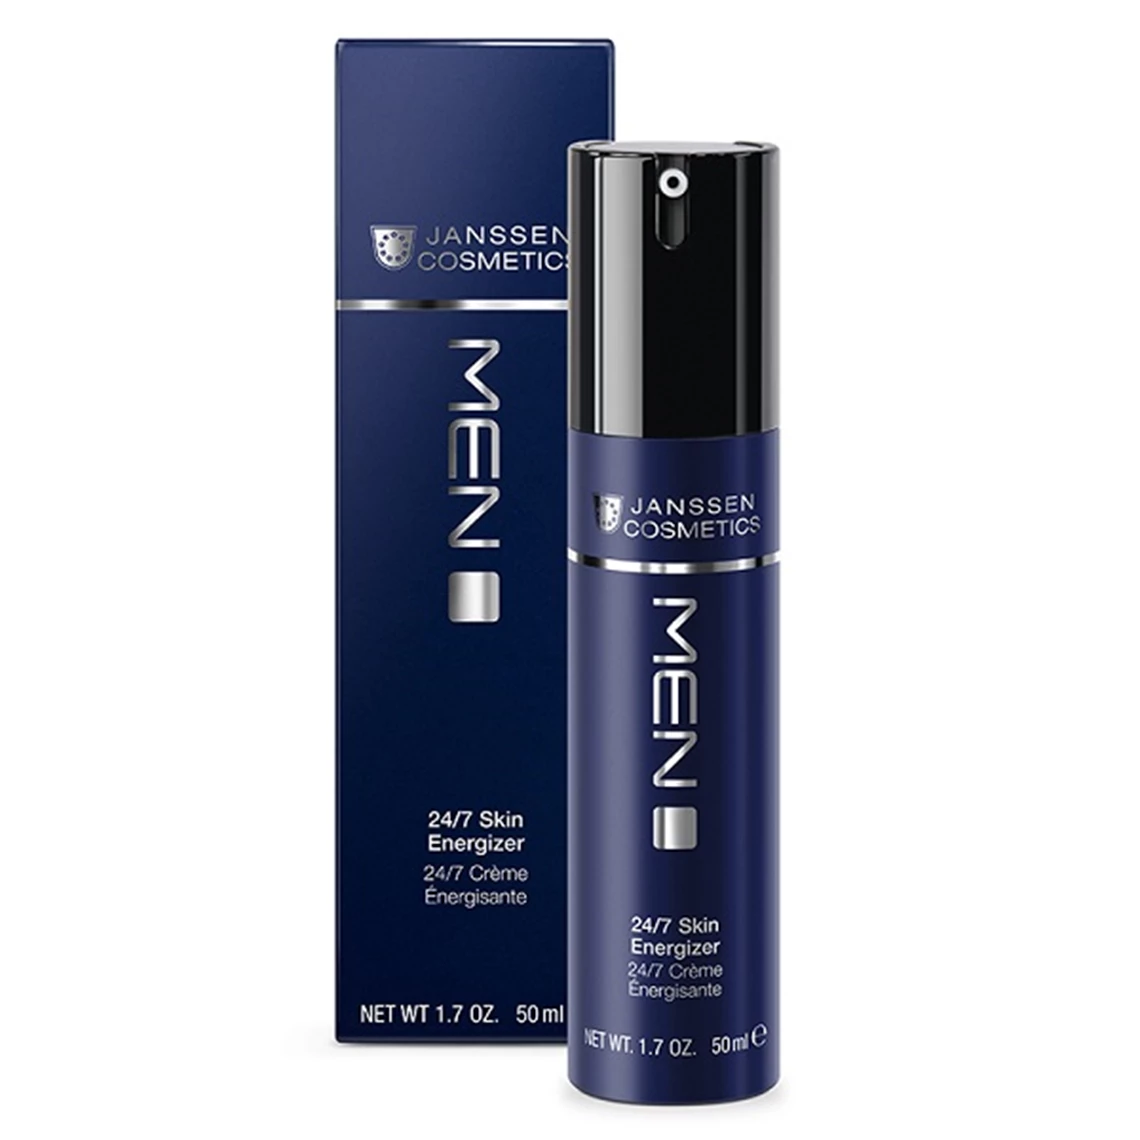 JANSSEN
COSMETICS
MEN
24/7 Skin
Energizer
24/7 Crème
Énergisante
NET WT 1.7 OZ. 50 ml
JANSSEN
COSMETICS
MEN
24/7 Skin
Energizer
24/7 Crème
Énergisante
NET WT. 1.7 OZ. 50 ml ℮